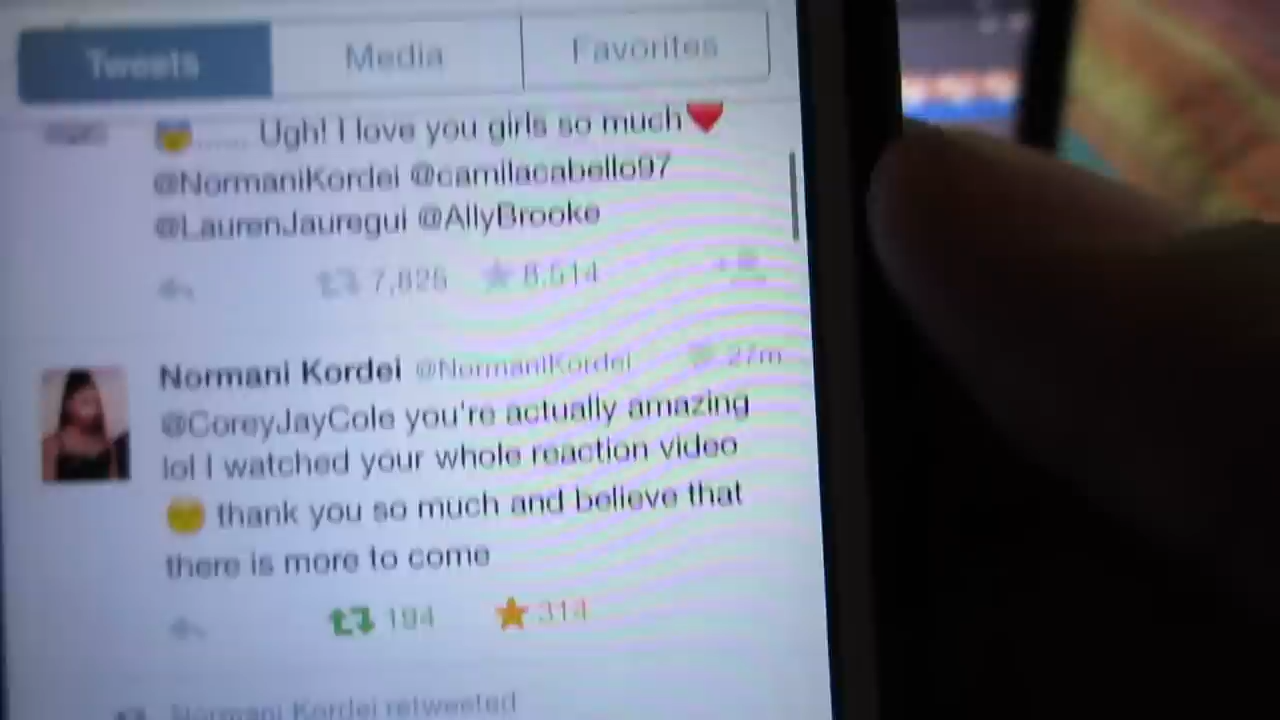 Tweets
Media
Favorites
...... Ugh! I love you girls so much
@NormaniKordei @camilacabello97
@LaurenJauregui @AllyBrooke
8,514
Normani Kordei @NormaniKordei 27m
@CoreyJayCole you're actually amazing
lol I watched your whole reaction video
thank you so much and believe that
there is more to come
194 314
Normani Kordei retweeted